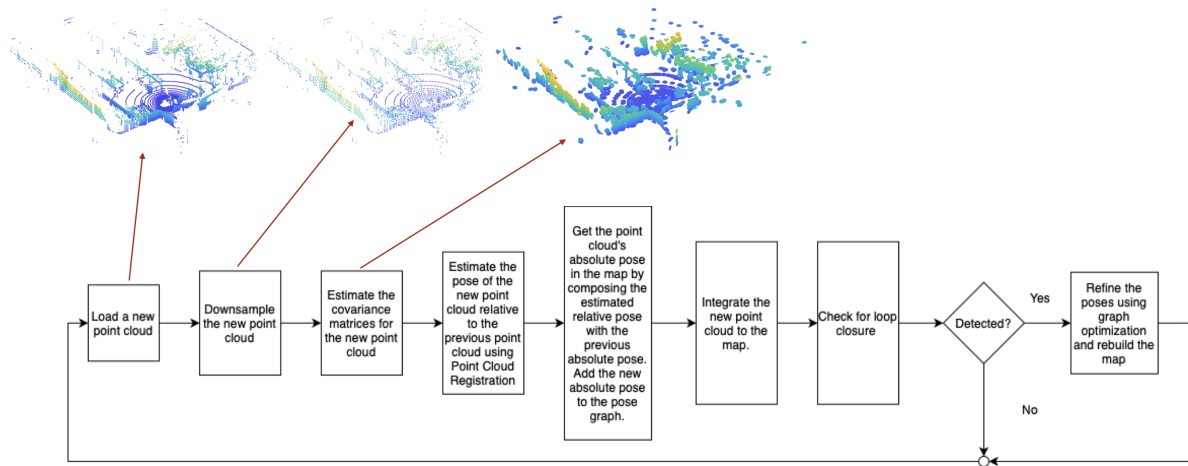 Load a new
point cloud
Downsample
the new point
cloud
Estimate the
covariance
matrices for
the new point
cloud
Estimate the
pose of the
new point
cloud relative
to the
previous point
cloud using
Point Cloud
Registration
Get the point
cloud's
absolute pose
in the map by
composing the
estimated
relative pose
with the
previous
absolute pose.
Add the new
absolute pose
to the pose
graph.
Integrate the
new point
cloud to the
map.
Check for loop
closure
Detected?
Yes
No
Refine the
poses using
graph
optimization
and rebuild the
map